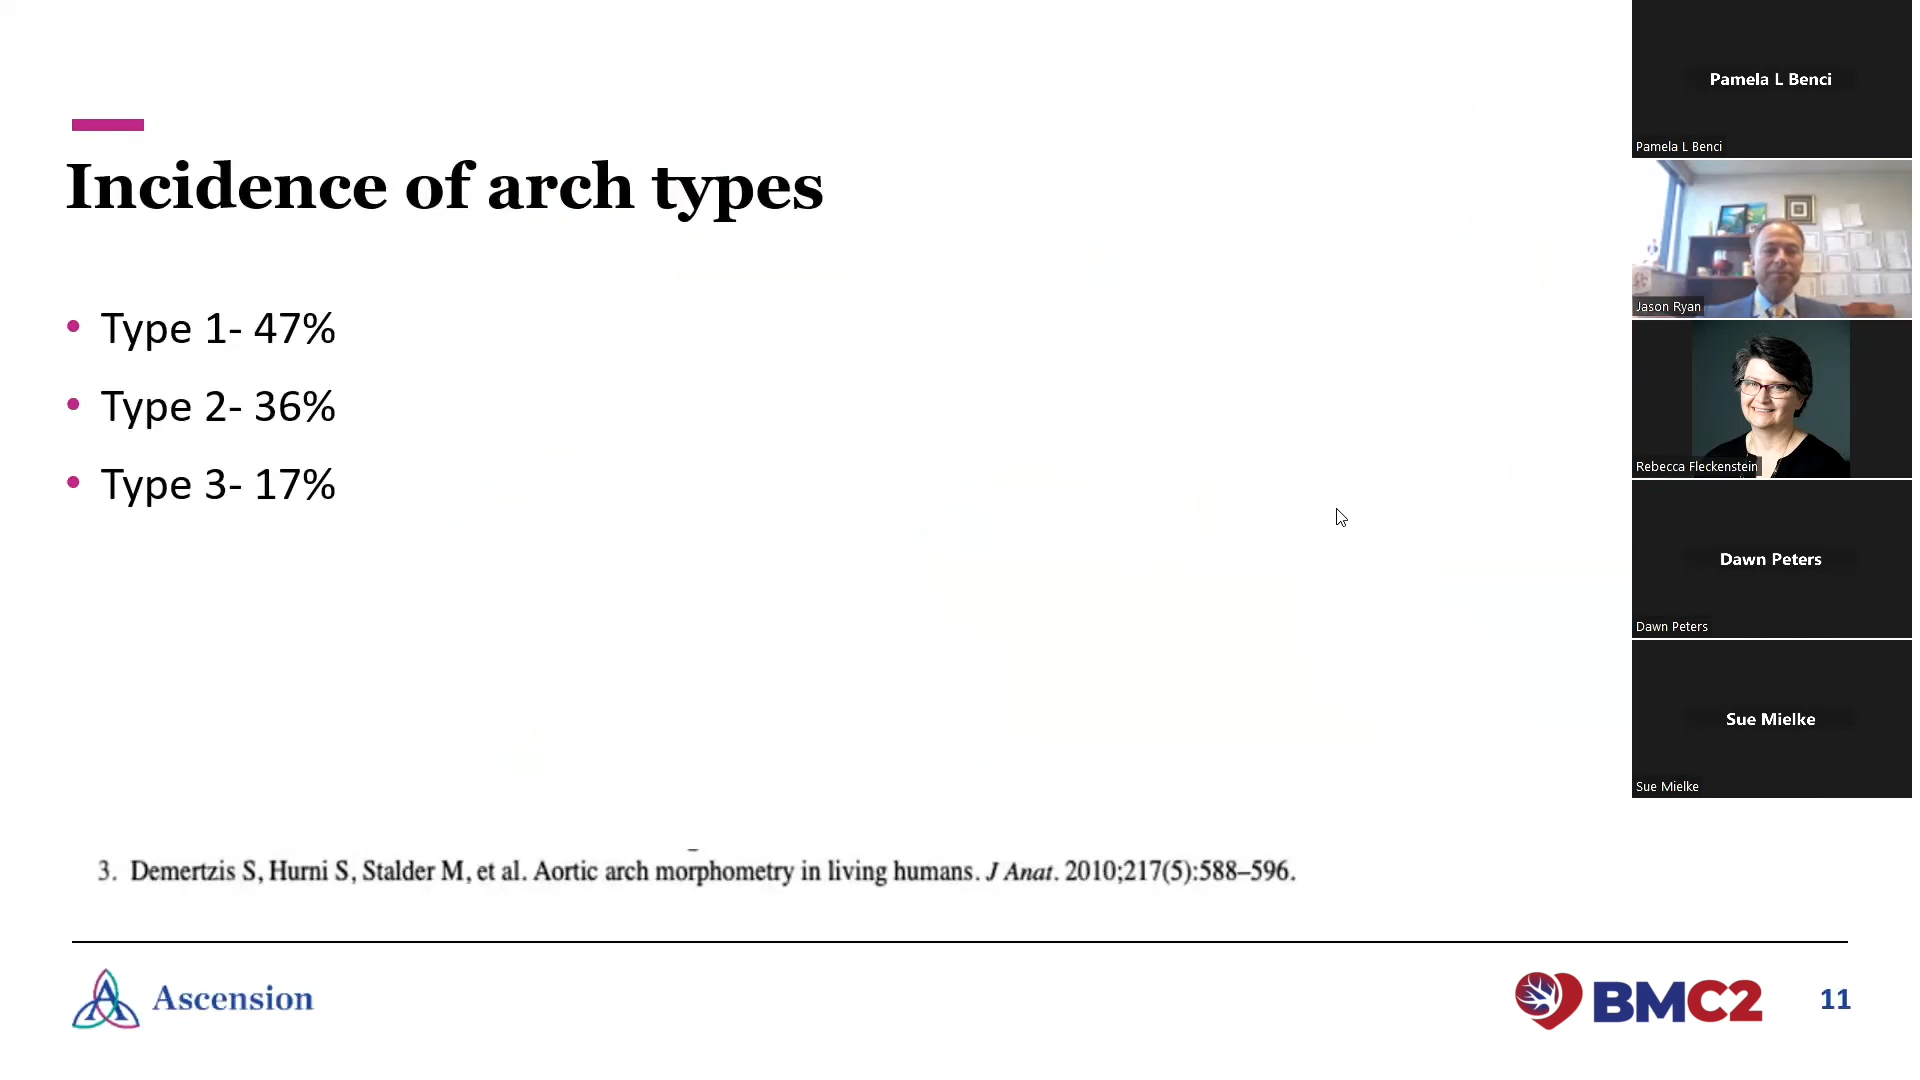 Incidence of arch types
• Type 1- 47%
• Type 2- 36%
• Type 3- 17%
3. Demertzis S, Hurni S, Stalder M, et al. Aortic arch morphometry in living humans. J Anat. 2010;217(5):588–596.
Ascension
BMC2
11
Pamela L Benci
Pamela L Benci
Jason Ryan
Rebecca Fleckenstein
Dawn Peters
Dawn Peters
Sue Mielke
Sue Mielke